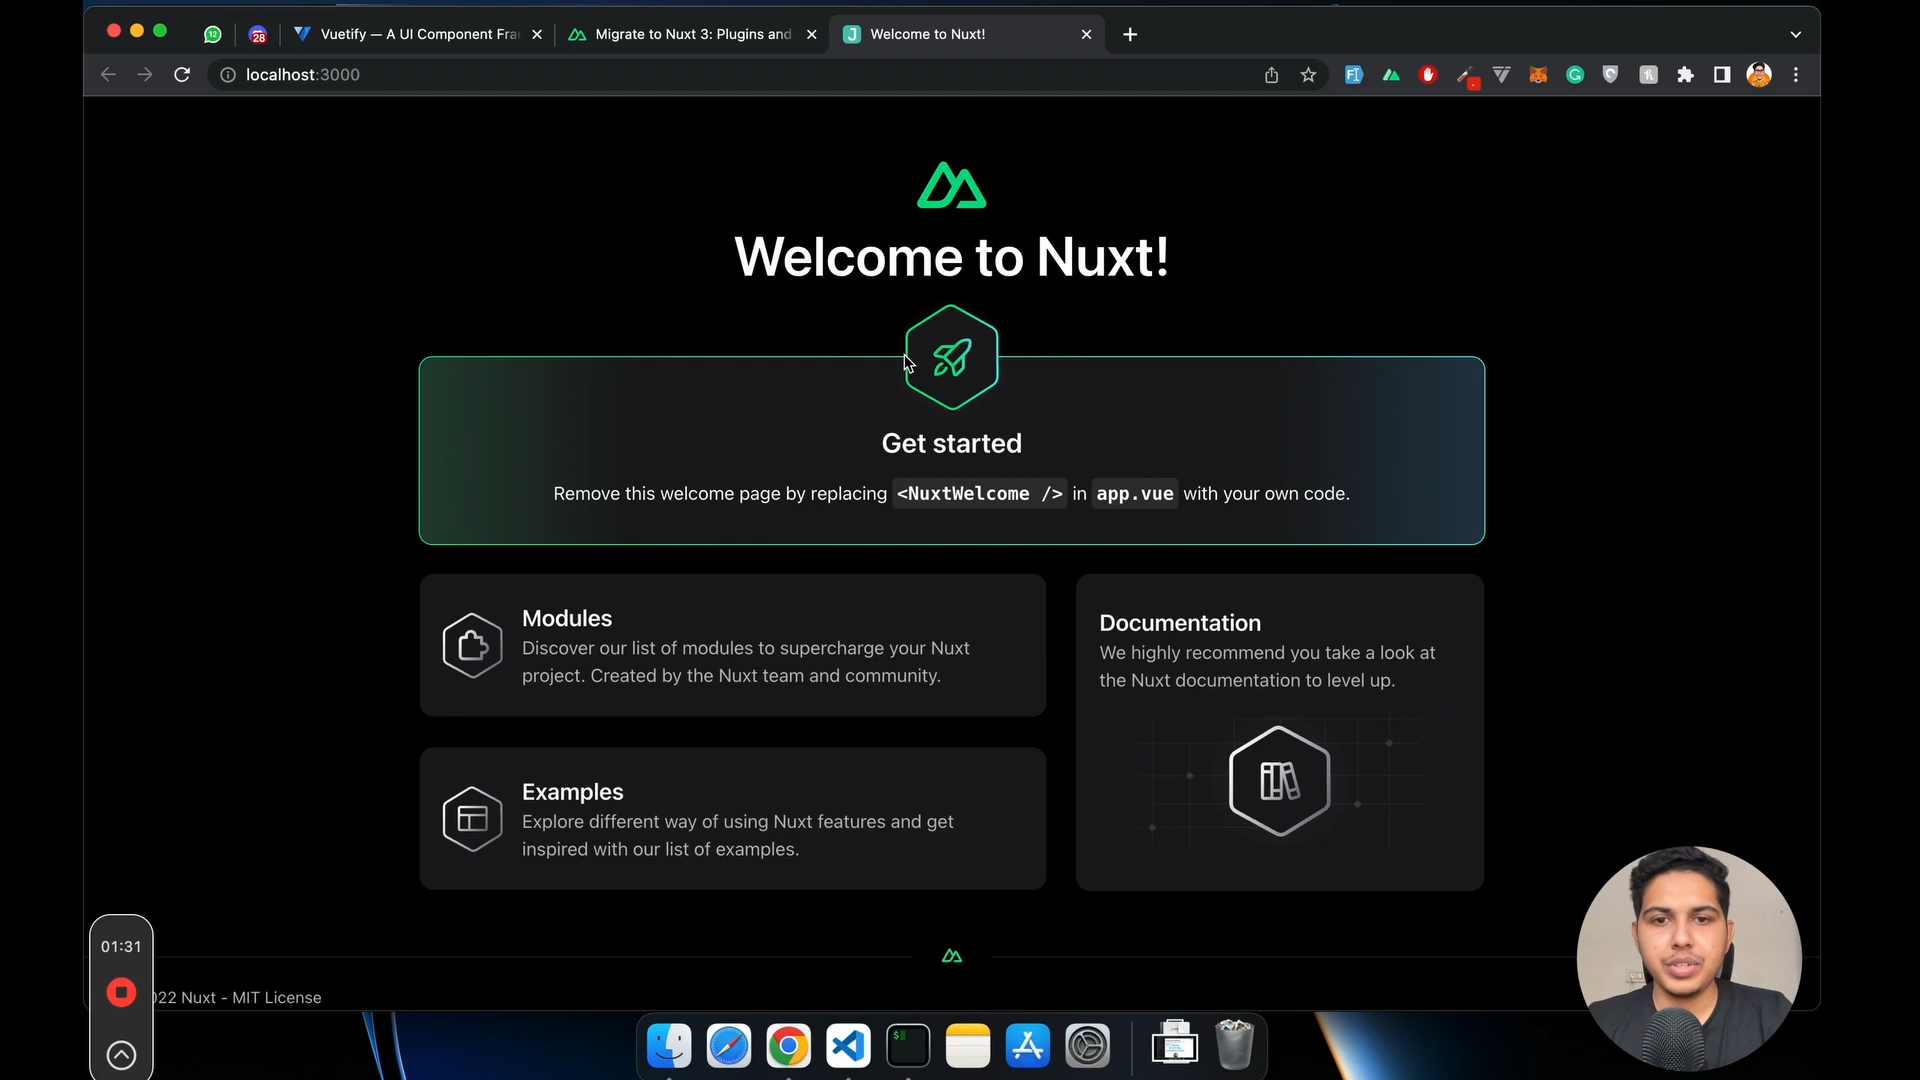 12
28
Vuetify — A UI Component Fra
Migrate to Nuxt 3: Plugins and
J
Welcome to Nuxt!
localhost:3000
Welcome to Nuxt!
Get started
Remove this welcome page by replacing <NuxtWelcome /> in app.vue with your own code.
Modules
Discover our list of modules to supercharge your Nuxt
project. Created by the Nuxt team and community.
Documentation
We highly recommend you take a look at
the Nuxt documentation to level up.
Examples
Explore different way of using Nuxt features and get
inspired with our list of examples.
01:31
022 Nuxt - MIT License